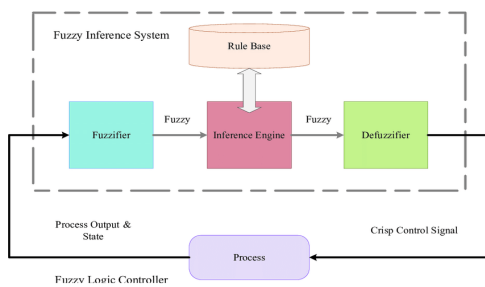 Fuzzy Inference System
Rule Base
Fuzzifier
Fuzzy
Inference Engine
Fuzzy
Defuzzifier
Process Output &
State
Crisp Control Signal
Process
Fuzzy Logic Controller